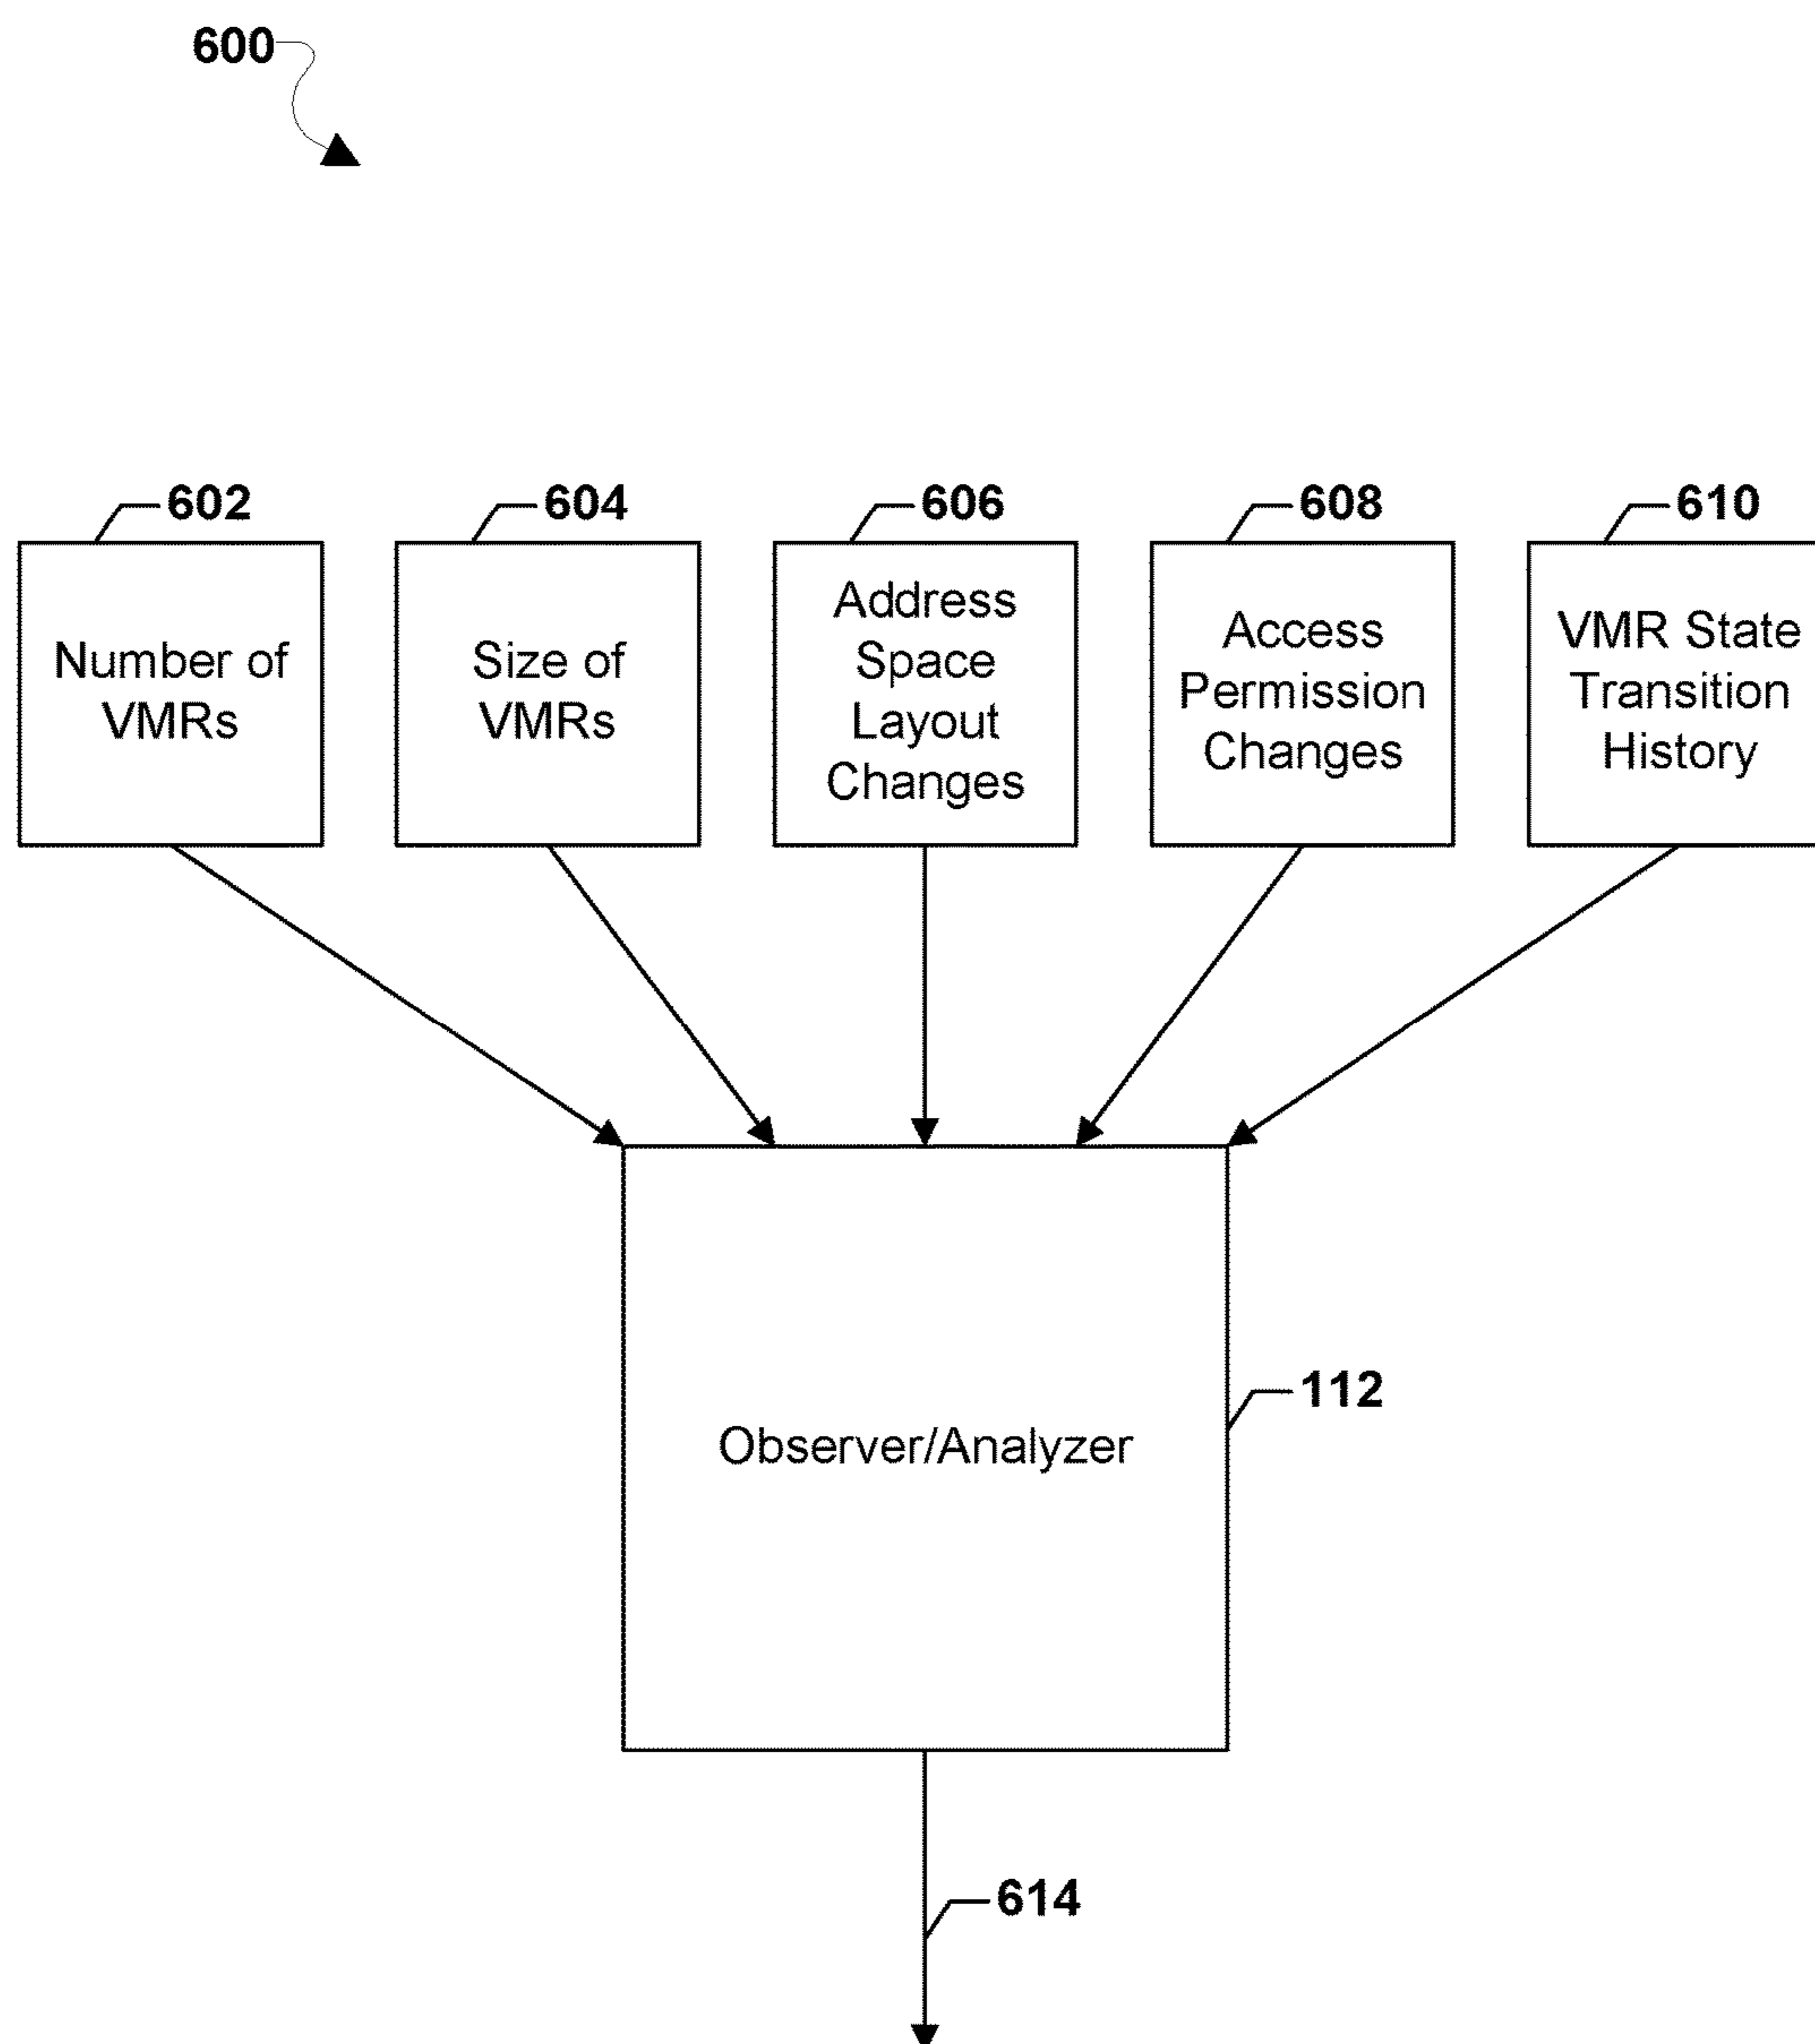 600
602
604
606
608
610
Number of
VMRs
Size of
VMRs
Address
Space
Layout
Changes
Access
Permission
Changes
VMR State
Transition
History
Observer/Analyzer
112
614